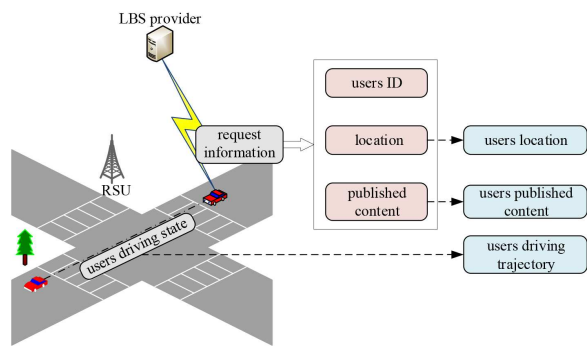 LBS provider
users ID
request
information
location
users location
RSU
published
content
users published
content
users driving state
users driving
trajectory